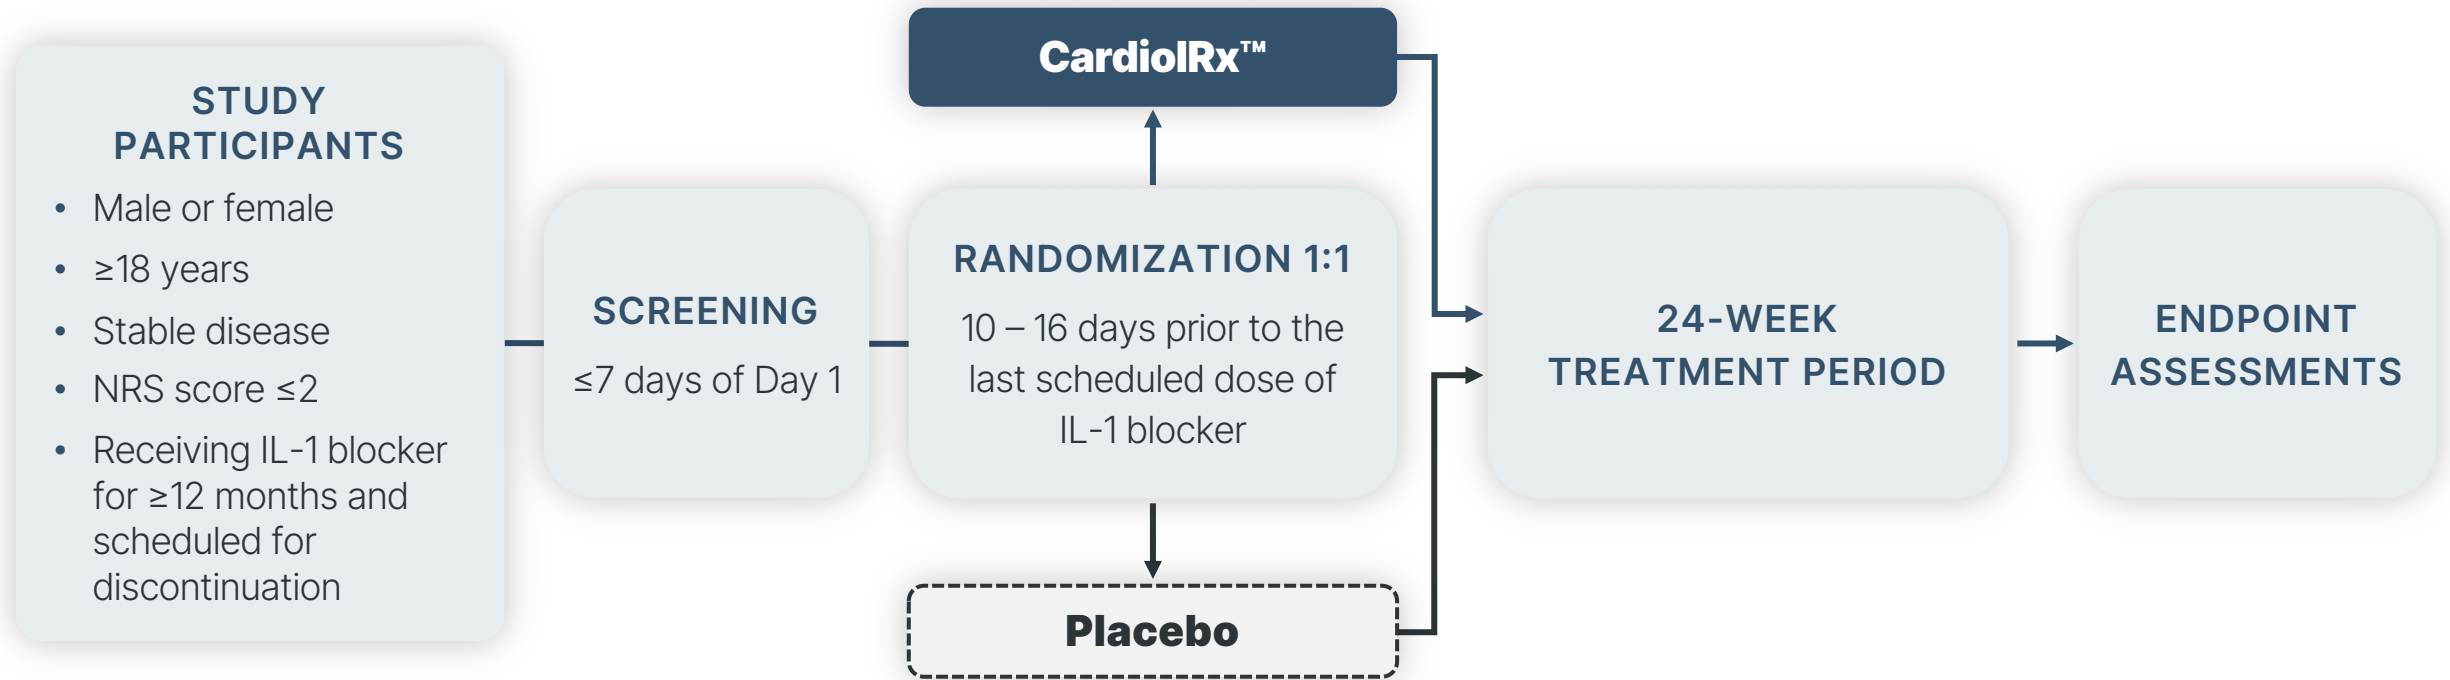 STUDY
PARTICIPANTS
• Male or female
• ≥18 years
• Stable disease
• NRS score ≤2
• Receiving IL-1 blocker
for ≥12 months and
scheduled for
discontinuation
SCREENING
≤7 days of Day 1
CardiolRx™
RANDOMIZATION 1:1
10 – 16 days prior to the
last scheduled dose of
IL-1 blocker
Placebo
24-WEEK
TREATMENT PERIOD
ENDPOINT
ASSESSMENTS